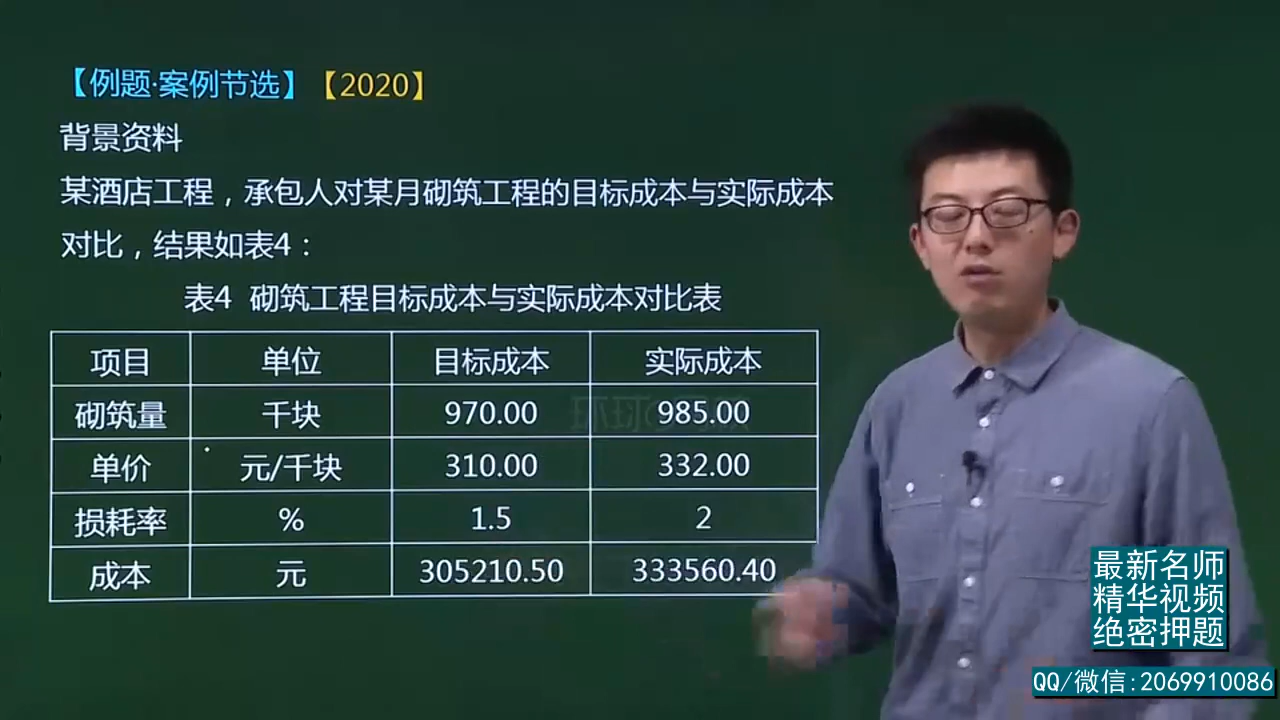 【例题·案例节选】【2020】
背景资料
某酒店工程，承包人对某月砌筑工程的目标成本与实际成本
对比，结果如表4：
表4 砌筑工程目标成本与实际成本对比表
项目 单位 目标成本 实际成本
砌筑量 千块 970.00 985.00
单价 元/千块 310.00 332.00
损耗率 % 1.5 2
成本 元 305210.50 333560.40
最新名师
精华视频
绝密押题
QQ/微信:2069910086